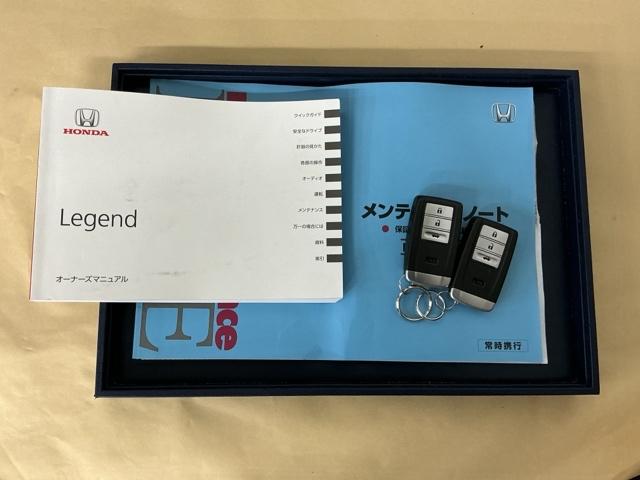 HONDA
Legend
オーナーズマニュアル
クイックガイド
安全なドライブ
計器の見かた
各部の操作
オーディオ
運転
メンテナンス
万一の場合には
資料
索引
メンテ ノート
保証
nce
E
常時携行